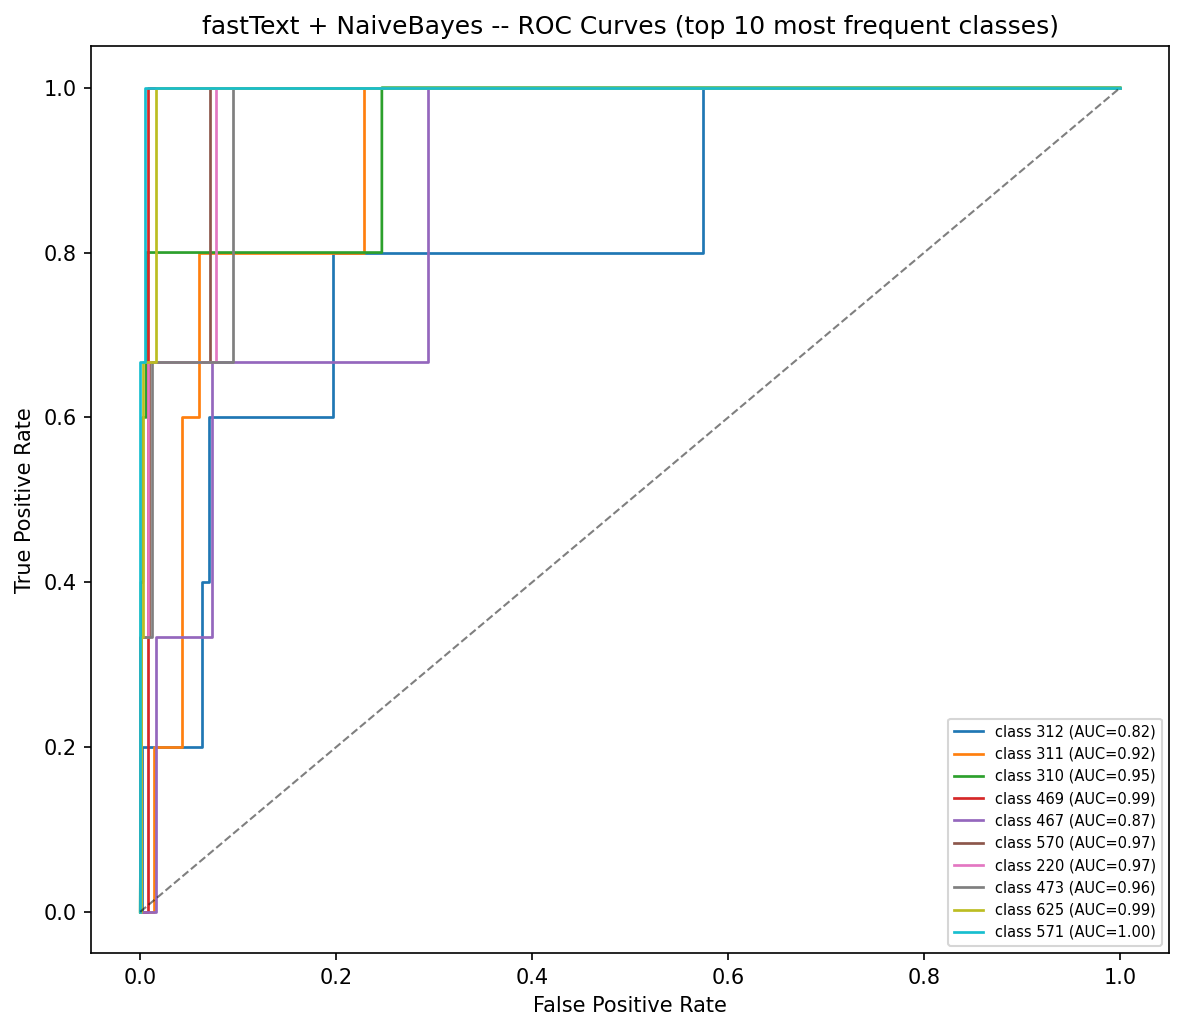 fastText + NaiveBayes -- ROC Curves (top 10 most frequent classes)
True Positive Rate
1.0
0.8
0.6
0.4
0.2
0.0
class 312 (AUC=0.82)
class 311 (AUC=0.92)
class 310 (AUC=0.95)
class 469 (AUC=0.99)
class 467 (AUC=0.87)
class 570 (AUC=0.97)
class 220 (AUC=0.97)
class 473 (AUC=0.96)
class 625 (AUC=0.99)
class 571 (AUC=1.00)
0.0 0.2 0.4 0.6 0.8 1.0
False Positive Rate